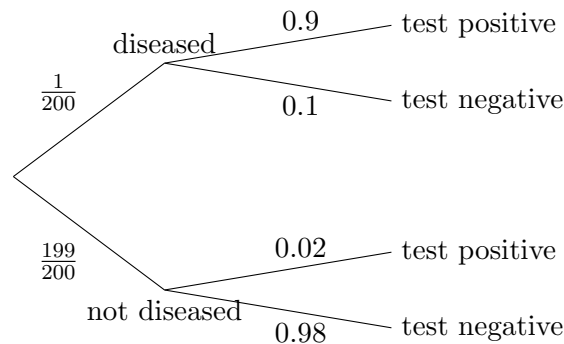 0.9
test positive
diseased
1/200
0.1
test negative
199/200
0.02
test positive
not diseased
0.98
test negative